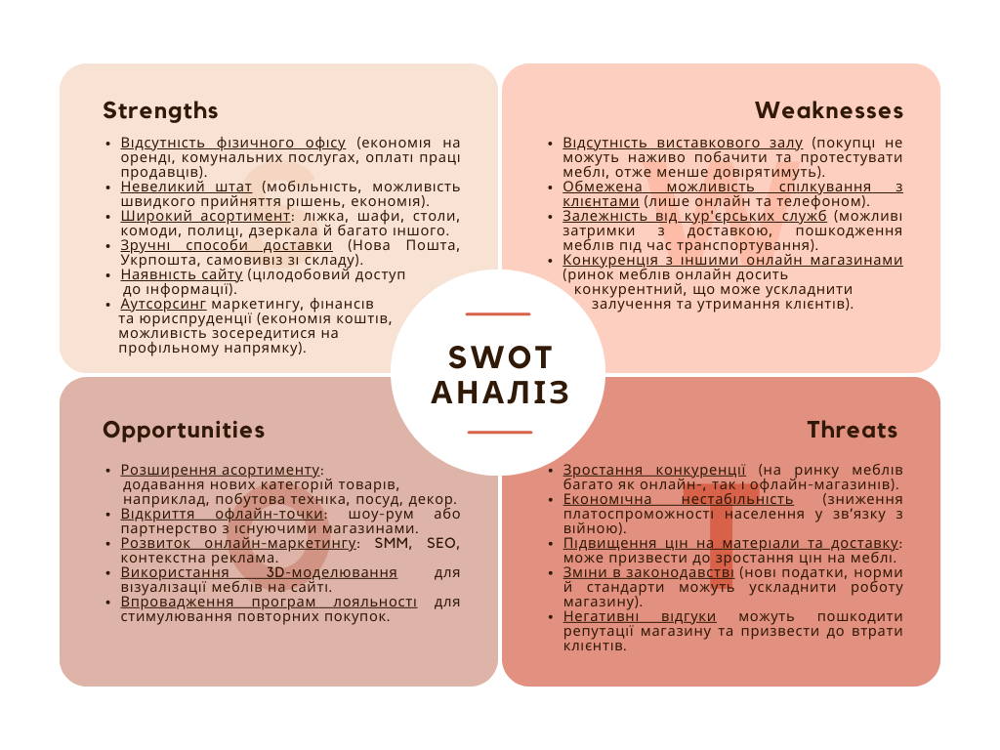 Strengths
• Відсутність фізичного офісу (економія на
оренді, комунальних послугах, оплаті праці
продавців).
• Невеликий штат (мобільність, можливість
швидкого прийняття рішень, економія).
• Широкий асортимент: ліжка, шафи, столи,
комоди, полиці, дзеркала й багато іншого.
• Зручні способи доставки (Нова Пошта,
Укрпошта, самовивіз зі складу).
• Наявність сайту (цілодобовий доступ
до інформації).
• Аутсорсинг маркетингу, фінансів
та юриспруденції (економія коштів,
можливість зосередитися на
профільному напрямку).
Weaknesses
• Відсутність виставкового залу (покупці не
можуть наживо побачити та протестувати
меблі, отже менше довірятимуть).
• Обмежена можливість спілкування з
клієнтами (лише онлайн та телефоном).
• Залежність від кур'єрських служб (можливі
затримки з доставкою, пошкодження
меблів під час транспортування).
• Конкуренція з іншими онлайн магазинами
(ринок меблів онлайн досить
конкурентний, що може ускладнити
залучення та утримання клієнтів).
W
SWOT
АНАЛІЗ
Opportunities
• Розширення асортименту:
додавання нових категорій товарів,
наприклад, побутова техніка, посуд, декор.
• Відкриття офлайн-точки: шоу-рум або
партнерство з існуючими магазинами.
• Розвиток онлайн-маркетингу: SMM, SEO,
контекстна реклама.
• Використання 3D-моделювання для
візуалізації меблів на сайті.
• Впровадження програм лояльності для
стимулювання повторних покупок.
O
Threats
• Зростання конкуренції (на ринку меблів
багато як онлайн-, так і офлайн-магазинів).
• Економічна нестабільність (зниження
платоспроможності населення у зв’язку з
війною).
• Підвищення цін на матеріали та доставку:
може призвести до зростання цін на меблі.
• Зміни в законодавстві (нові податки, норми
й стандарти можуть ускладнити роботу
магазину).
• Негативні відгуки можуть пошкодити
репутації магазину та призвести до втрати
клієнтів.
T